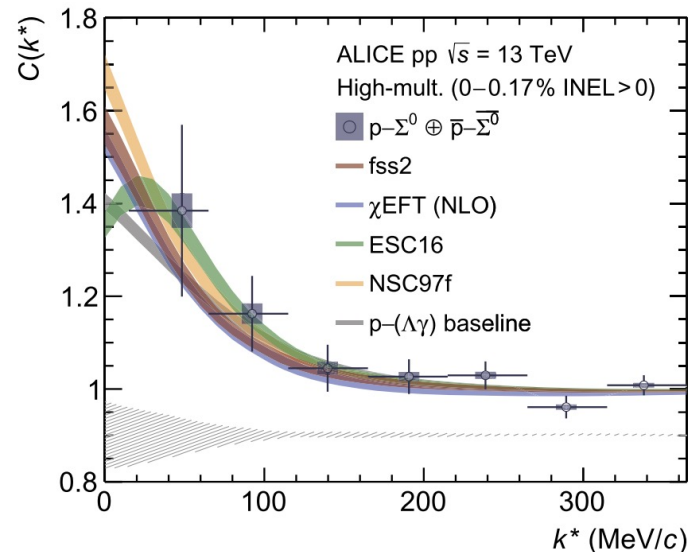 C(k*)
1.8
1.6
1.4
1.2
1
0.8
ALICE pp √s = 13 TeV
High-mult. (0–0.17% INEL>0)
p–Σ⁰ ⊕ p̅–Σ̅⁰
fss2
χEFT (NLO)
ESC16
NSC97f
p–(Λγ) baseline
0 100 200 300
k* (MeV/c)